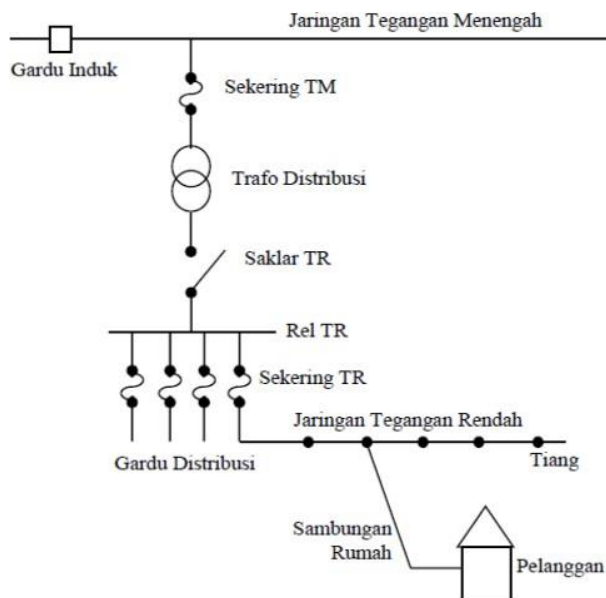 Jaringan Tegangan Menengah
Gardu Induk
Sekering TM
Trafo Distribusi
Saklar TR
Rel TR
Sekering TR
Jaringan Tegangan Rendah
Gardu Distribusi
Tiang
Sambungan
Rumah
Pelanggan